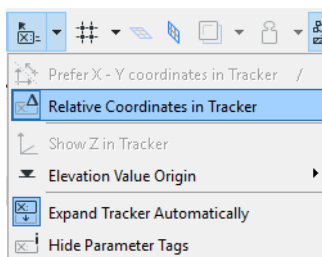 Prefer X - Y coordinates in Tracker /
Relative Coordinates in Tracker
Show Z in Tracker
Elevation Value Origin
Expand Tracker Automatically
Hide Parameter Tags